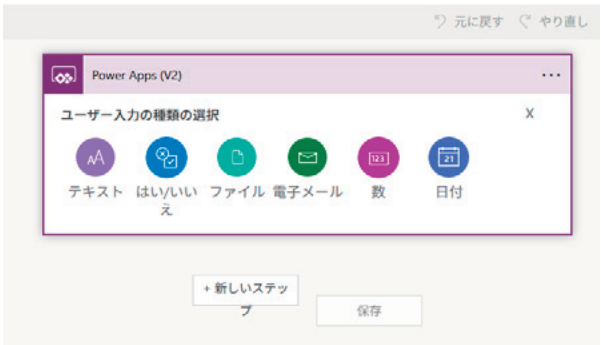 元に戻す やり直し
Power Apps (V2)
ユーザー入力の種類の選択 X
テキスト はい/いい
え ファイル 電子メール 数 日付
+ 新しいステッ
プ
保存